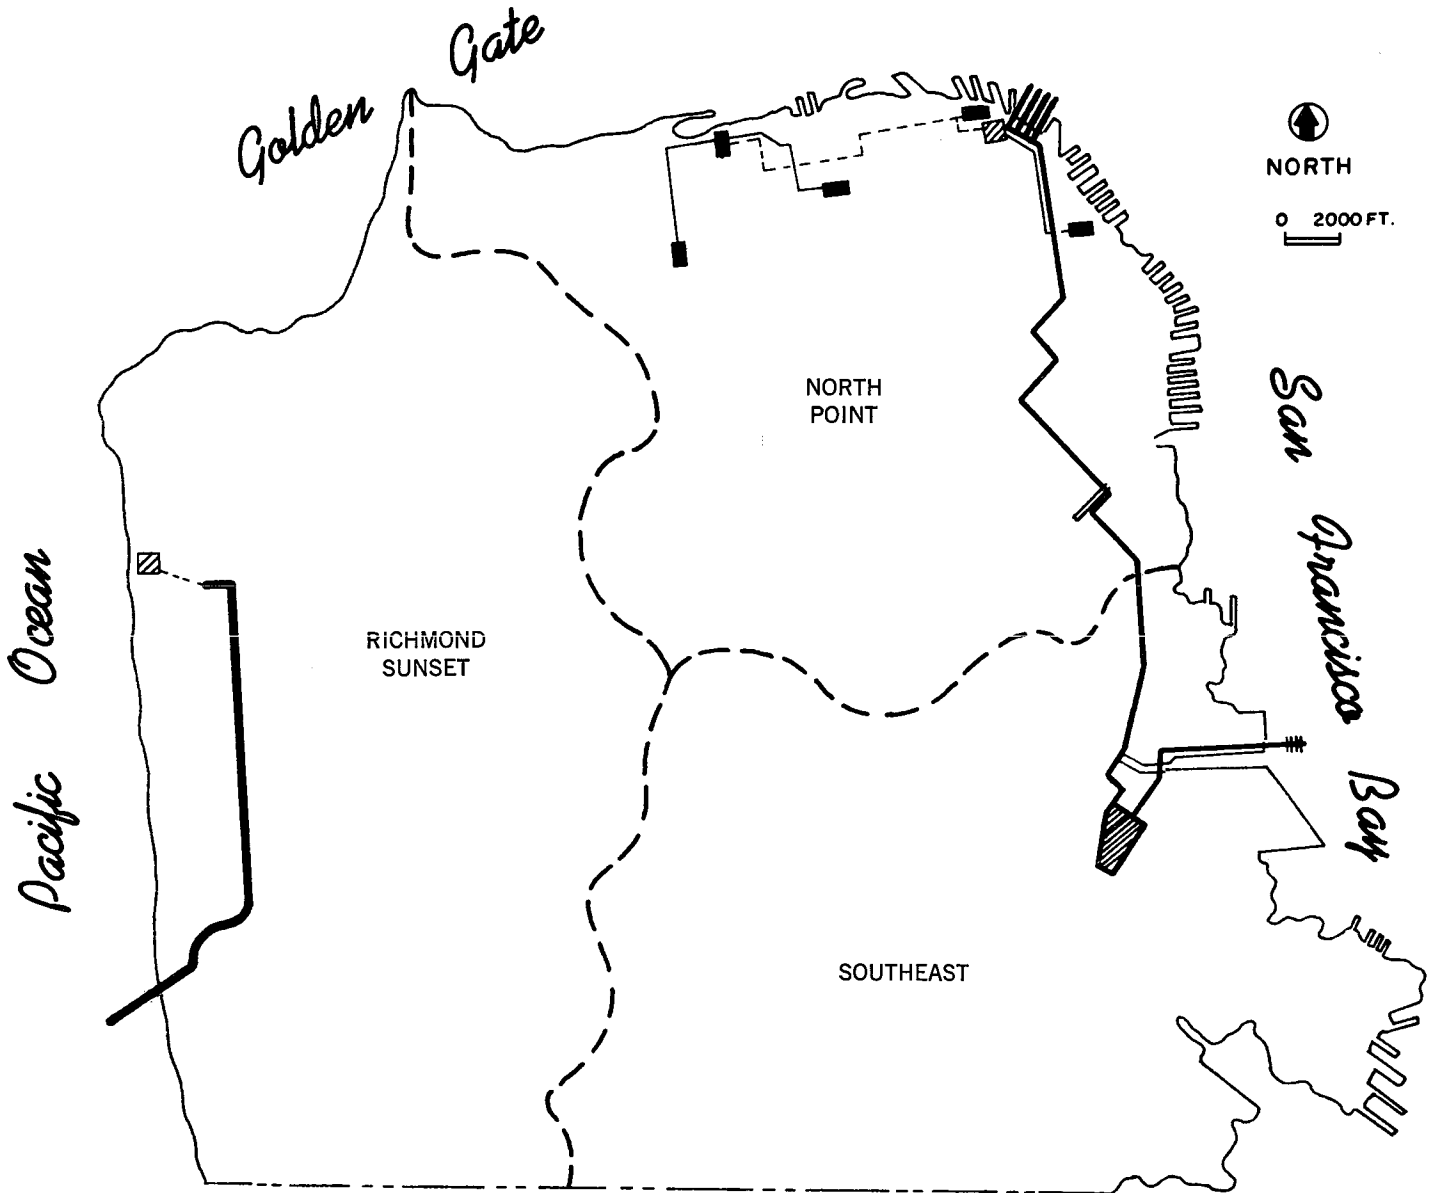 Golden Gate
NORTH
0 2000 FT.
NORTH
POINT
San Francisco Bay
Pacific Ocean
RICHMOND
SUNSET
SOUTHEAST